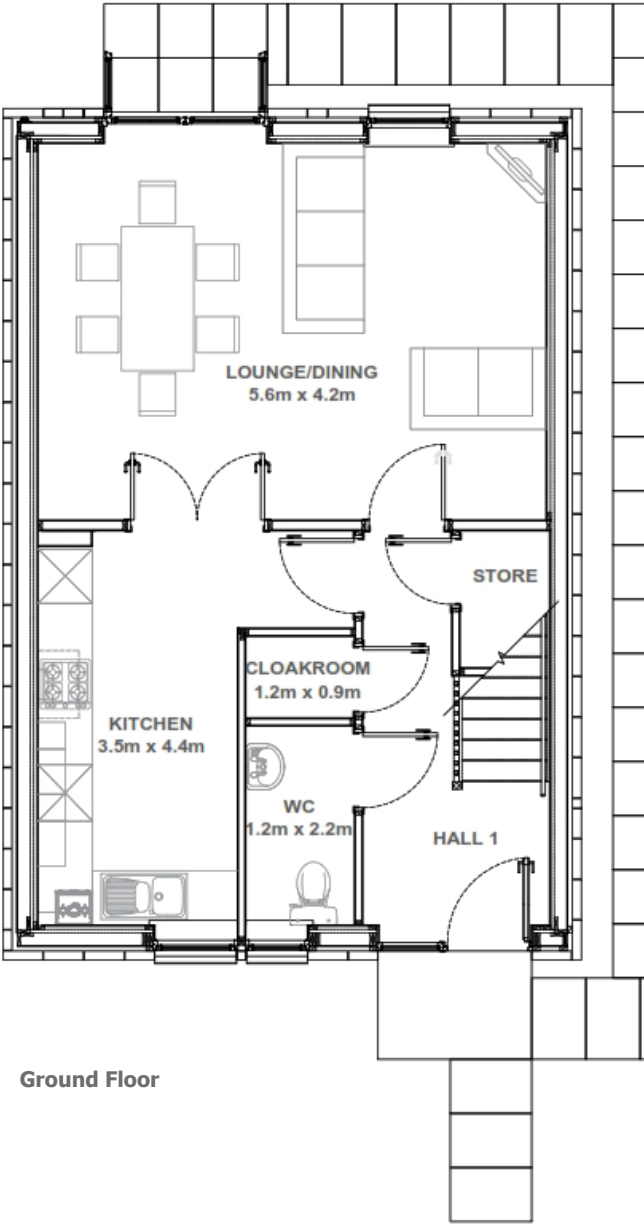 LOUNGE/DINING
5.6m x 4.2m
STORE
CLOAKROOM
1.2m x 0.9m
KITCHEN
3.5m x 4.4m
WC
1.2m x 2.2m
HALL 1
Ground Floor